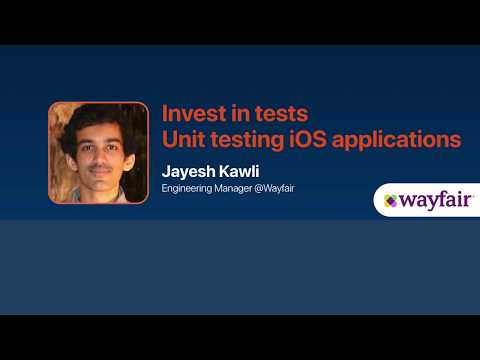 Invest in tests
Unit testing iOS applications
Jayesh Kawli
Engineering Manager @Wayfair
wayfair